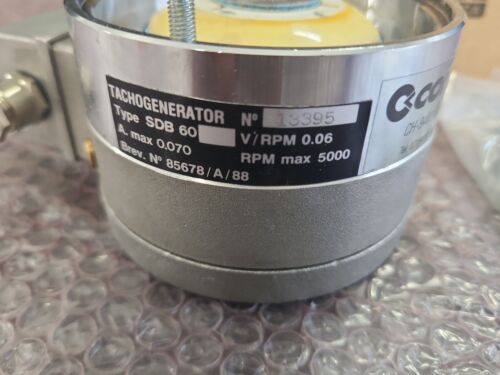 TACHOGENERATOR Nº 13395
Type SDB 60 V/RPM 0.06
A. max 0.070 RPM max 5000
Brev. Nº 85678/A/88